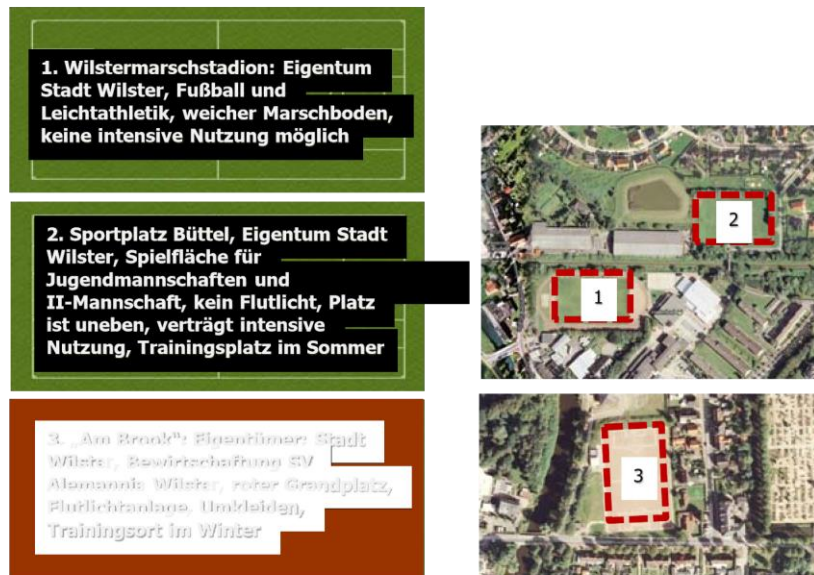 1. Wilstermarschstadion: Eigentum
Stadt Wilster, Fußball und
Leichtathletik, weicher Marschboden,
keine intensive Nutzung möglich
2. Sportplatz Büttel, Eigentum Stadt
Wilster, Spielfläche für
Jugendmannschaften und
II-Mannschaft, kein Flutlicht, Platz
ist uneben, verträgt intensive
Nutzung, Trainingsplatz im Sommer
3. „Am Brook“: Eigentümer: Stadt
Wilster, Bewirtschaftung SV
Alemannia Wilster, roter Grandplatz,
Flutlichtanlage, Umkleiden,
Trainingsort im Winter
2
1
3